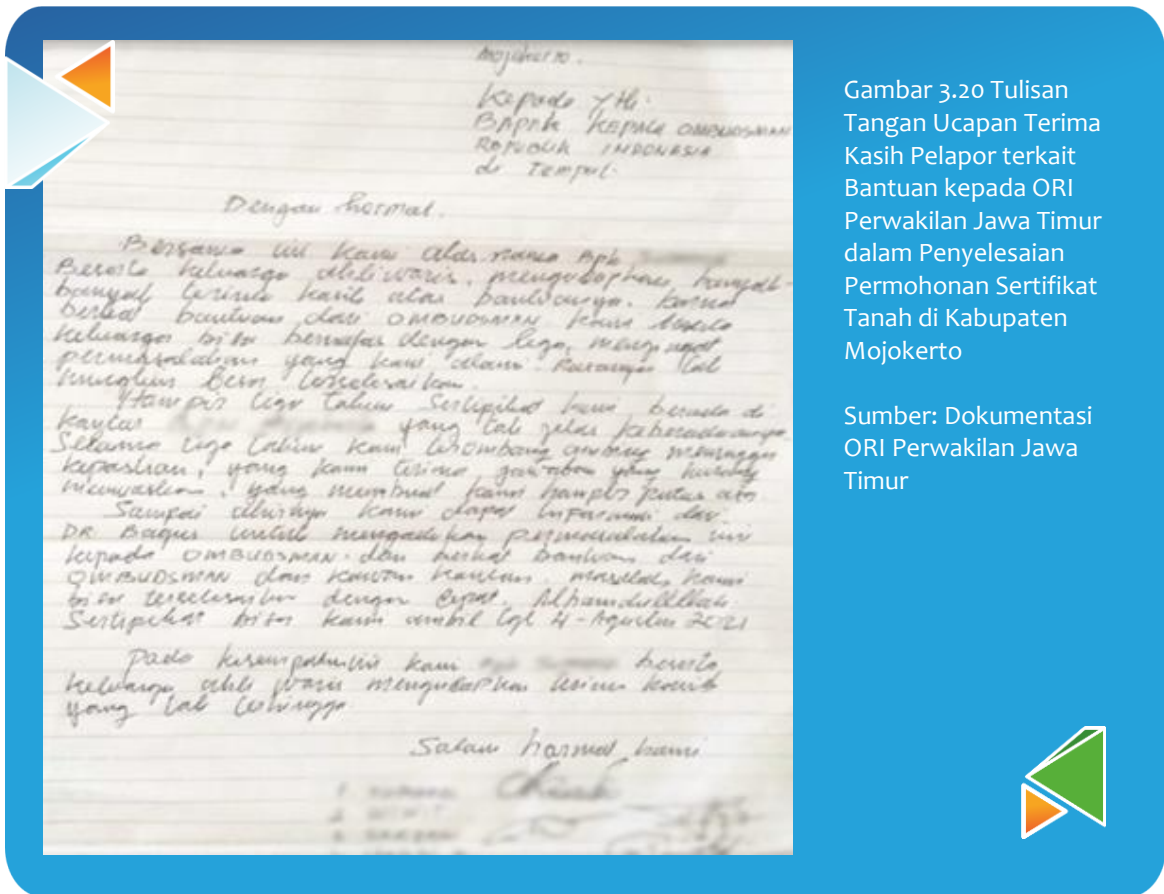 Mojokerto.
Kepada Yth.
BAPAK KEPALA OMBUDSMAN
REPUBLIK INDONESIA
di Tempat.
Dengan hormat.
Bersama ini kami atas nama Bpk
Beserta keluarga ahli waris, mengucapkan banyak-
banyak terima kasih atas bantuanya. karna
berkat bantuan dari OMBUDSMAN kami beserta
keluarga bisa bernafas dengan lega, mengingat
permasalahan yang kami alami. Rasanya tak
mungkin bisa terselesaikan.
Hampir tiga tahun Sertipikat kami berada di
kantor yang tak jelas keberadaanya.
Selama tiga tahun kami terombang ambing menunggu
kepastian, yang kami terima jawaban yang kurang
, yang membuat kami hampir putus
Sampai akhirnya kami dapat informasi dari
DR Bagus untuk mengadukan permasalahan ini
kepada OMBUDSMAN. dan berkat bantuan dari
OMBUDSMAN dan kawan kawan, masalah kami
bisa terselesaikan dengan cepat. Alhamdulillah
Sertipikat bisa kami ambil tgl 4-Agustus 2021
pada kesempatan ini kami beserta
keluarga ahli waris mengucapkan terima kasih
yang tak terhingga
Salam hormat kami
Gambar 3.20 Tulisan
Tangan Ucapan Terima
Kasih Pelapor terkait
Bantuan kepada ORI
Perwakilan Jawa Timur
dalam Penyelesaian
Permohonan Sertifikat
Tanah di Kabupaten
Mojokerto
Sumber: Dokumentasi
ORI Perwakilan Jawa
Timur